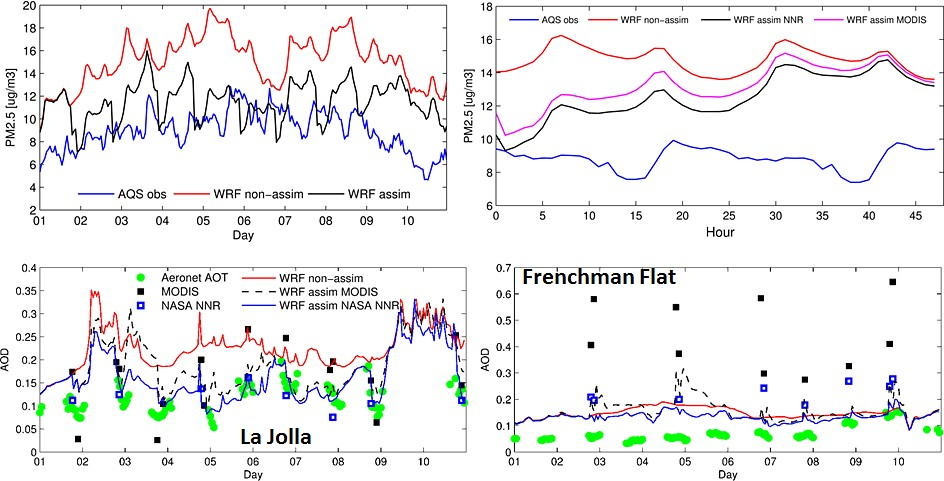 20
18
16
14
12
10
8
6
4
2
PM2.5 [ug/m3]
AQS obs WRF non-assim WRF assim
01 02 03 04 05 06 07 08 09 10
Day
AQS obs WRF non-assim WRF assim NNR WRF assim MODIS
18
16
14
12
10
8
6
PM2.5 [ug/m3]
0 5 10 15 20 25 30 35 40 45
Hour
0.4
0.35
0.3
0.25
0.2
0.15
0.1
0.05
0
AOD
Aeronet AOT WRF non-assim
MODIS WRF assim MODIS
NASA NNR WRF assim NASA NNR
La Jolla
01 02 03 04 05 06 07 08 09 10
Day
Frenchman Flat
0.7
0.6
0.5
0.4
0.3
0.2
0.1
0
AOD
01 02 03 04 05 06 07 08 09 10
Day